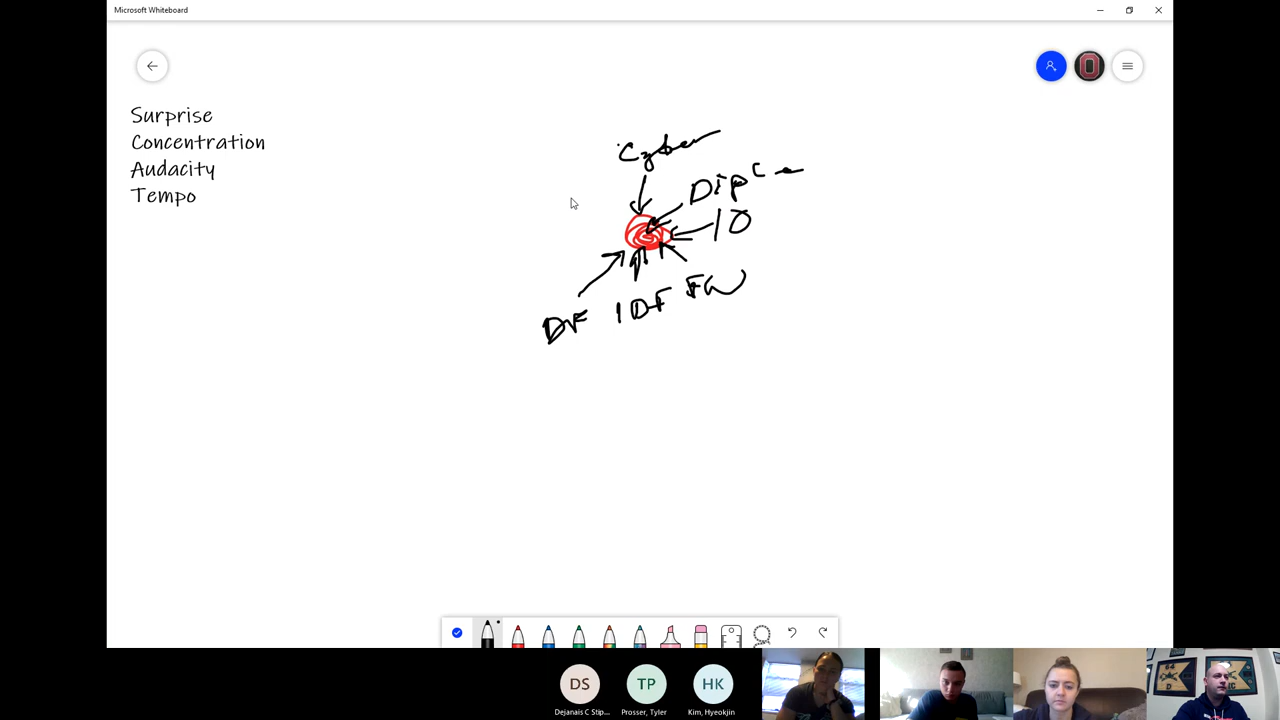 Microsoft Whiteboard
Surprise
Concentration
Audacity
Tempo
Cyber
Dip
IO
DF IDF EW
DS
TP
HK
Dejanais C Stip...
Prosser, Tyler
Kim, Hyeokjin